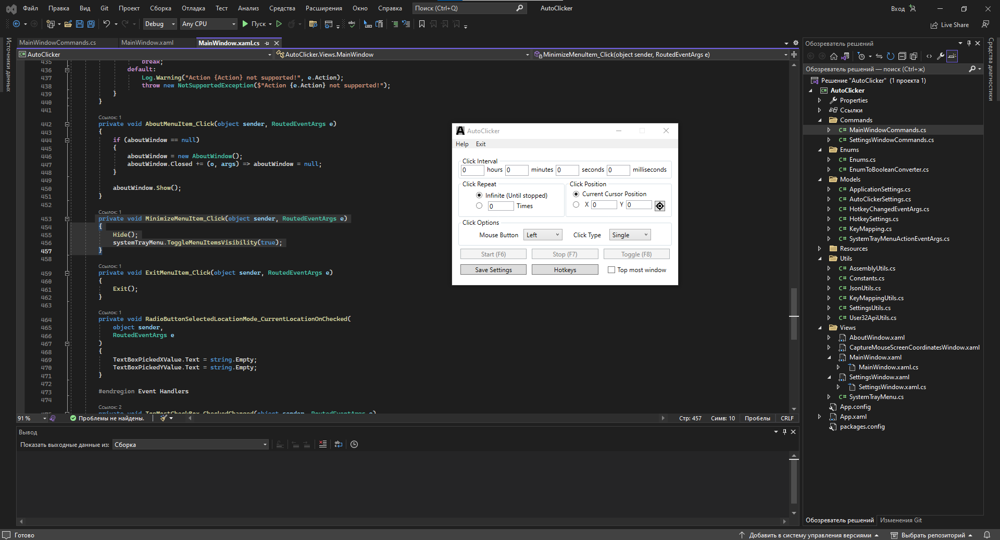 Файл Правка Вид Git Проект Сборка Отладка Тест Анализ Средства Расширения Окно Справка Поиск (Ctrl+Q) AutoClicker Вход
Debug Any CPU Пуск Live Share
Источники данных
MainWindowCommands.cs MainWindow.xaml MainWindow.xaml.cs
AutoClicker AutoClicker.Views.MainWindow MinimizeMenuItem_Click(object sender, RoutedEventArgs e)
435 break;
436 default:
437 Log.Warning("Action {Action} not supported!", e.Action);
438 throw new NotSupportedException($"Action {e.Action} not supported!");
439 }
440 }
441
Ссылок: 1
442 private void AboutMenuItem_Click(object sender, RoutedEventArgs e)
443 {
444 if (aboutWindow == null)
445 {
446 aboutWindow = new AboutWindow();
447 aboutWindow.Closed += (o, args) => aboutWindow = null;
448 }
449
450 aboutWindow.Show();
451 }
452
Ссылок: 1
453 private void MinimizeMenuItem_Click(object sender, RoutedEventArgs e)
454 {
455 Hide();
456 systemTrayMenu.ToggleMenuItemsVisibility(true);
457 }
458
Ссылок: 1
459 private void ExitMenuItem_Click(object sender, RoutedEventArgs e)
460 {
461 Exit();
462 }
463
Ссылок: 1
464 private void RadioButtonSelectedLocationMode_CurrentLocationOnChecked(
465 object sender,
466 RoutedEventArgs e
467 )
468 {
469 TextBoxPickedXValue.Text = string.Empty;
470 TextBoxPickedYValue.Text = string.Empty;
471 }
472
473 #endregion Event Handlers
474
Ссылок: 2
475 private void TopMostCheckBox_CheckedChanged(object sender, RoutedEventArgs e)
91 % Проблемы не найдены. Стр: 457 Симв: 10 Пробелы CRLF
AutoClicker
Help Exit
Click Interval
0 hours 0 minutes 0 seconds 0 milliseconds
Click Repeat
Infinite (Until stopped)
0 Times
Click Position
Current Cursor Position
X 0 Y 0
Click Options
Mouse Button Left Click Type Single
Start (F6) Stop (F7) Toggle (F8)
Save Settings Hotkeys Top most window
Вывод
Показать выходные данные из: Сборка
Обозреватель решений
Обозреватель решений — поиск (Ctrl+ж)
Решение "AutoClicker" (1 проекта 1)
C# AutoClicker
Properties
Ссылки
Commands
C# MainWindowCommands.cs
C# SettingsWindowCommands.cs
Enums
C# Enums.cs
C# EnumToBooleanConverter.cs
Models
C# ApplicationSettings.cs
C# AutoClickerSettings.cs
C# HotkeyChangedEventArgs.cs
C# HotkeySettings.cs
C# KeyMapping.cs
C# SystemTrayMenuActionEventArgs.cs
Resources
Utils
C# AssemblyUtils.cs
C# Constants.cs
C# JsonUtils.cs
C# KeyMappingUtils.cs
C# SettingsUtils.cs
C# User32ApiUtils.cs
Views
AboutWindow.xaml
CaptureMouseScreenCoordinatesWindow.xaml
MainWindow.xaml
MainWindow.xaml.cs
SettingsWindow.xaml
SettingsWindow.xaml.cs
C# SystemTrayMenu.cs
App.config
App.xaml
packages.config
Обозреватель решений Изменения Git
Средства диагностики
Готово Добавить в систему управления версиями Выбрать репозиторий